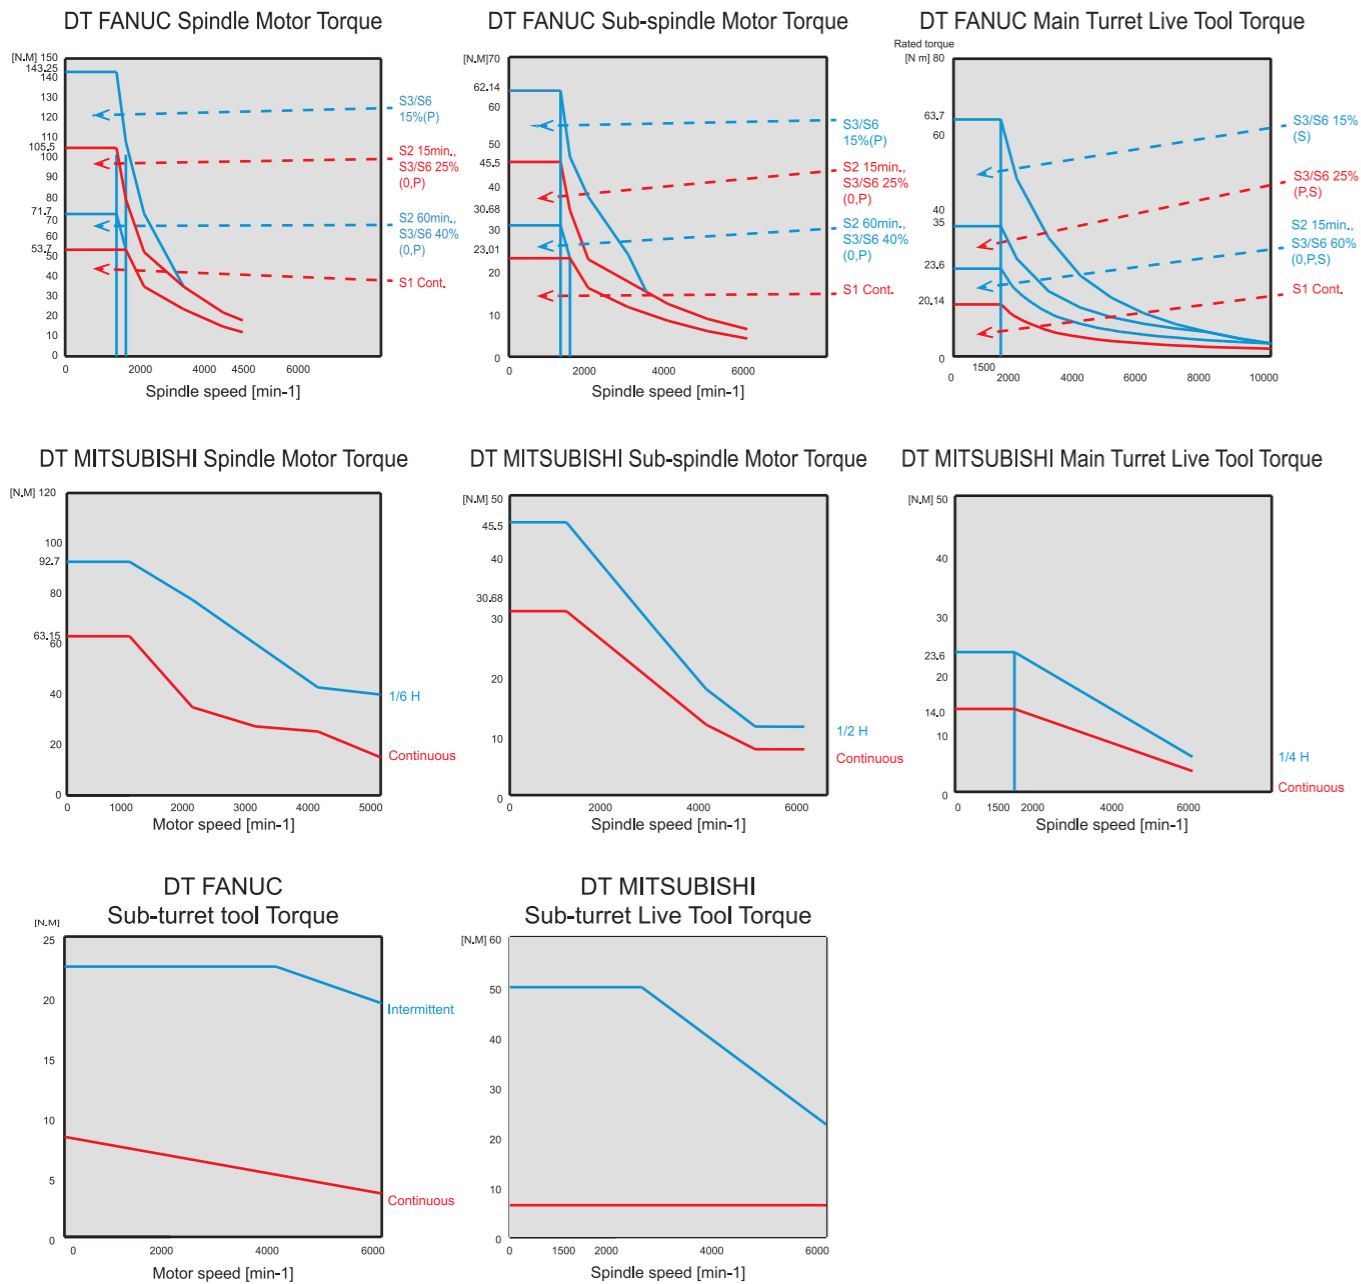 DT FANUC Spindle Motor Torque
[N.M] 150
143.25
140
130
120
110
105.5
100
90
80
71.7
70
60
53.7
50
40
30
20
10
0
0 2000 4000 4500 6000
Spindle speed [min-1]
S3/S6
15%(P)
S2 15min.,
S3/S6 25%
(0,P)
S2 60min.,
S3/S6 40%
(0,P)
S1 Cont.
DT FANUC Sub-spindle Motor Torque
[N.M]70
62.14
60
50
45.5
40
30.68
30
23.01
20
10
0
0 2000 4000 6000
Spindle speed [min-1]
S3/S6
15%(P)
S2 15min.,
S3/S6 25%
(0,P)
S2 60min.,
S3/S6 40%
(0,P)
S1 Cont.
DT FANUC Main Turret Live Tool Torque
Rated torque
[N m] 80
63.7
60
40
35
23.6
20.14
0
0 1500 2000 4000 6000 8000 10000
Spindle speed [min-1]
S3/S6 15%
(S)
S3/S6 25%
(P,S)
S2 15min.,
S3/S6 60%
(0,P,S)
S1 Cont.
DT MITSUBISHI Spindle Motor Torque
[N.M] 120
100
92.7
80
63.15
60
40
20
0
0 1000 2000 3000 4000 5000
Motor speed [min-1]
1/6 H
Continuous
DT MITSUBISHI Sub-spindle Motor Torque
[N.M] 50
45.5
40
30.68
30
20
10
0
0 2000 4000 6000
Spindle speed [min-1]
1/2 H
Continuous
DT MITSUBISHI Main Turret Live Tool Torque
[N.M] 50
40
30
23.6
20
14.0
10
0
0 1500 2000 4000 6000
Spindle speed [min-1]
1/4 H
Continuous
DT FANUC
Sub-turret tool Torque
[N.M]
25
20
15
10
5
0
0 2000 4000 6000
Motor speed [min-1]
Intermittent
Continuous
DT MITSUBISHI
Sub-turret Live Tool Torque
[N.M] 60
50
40
30
20
10
0
0 1500 2000 4000 6000
Spindle speed [min-1]